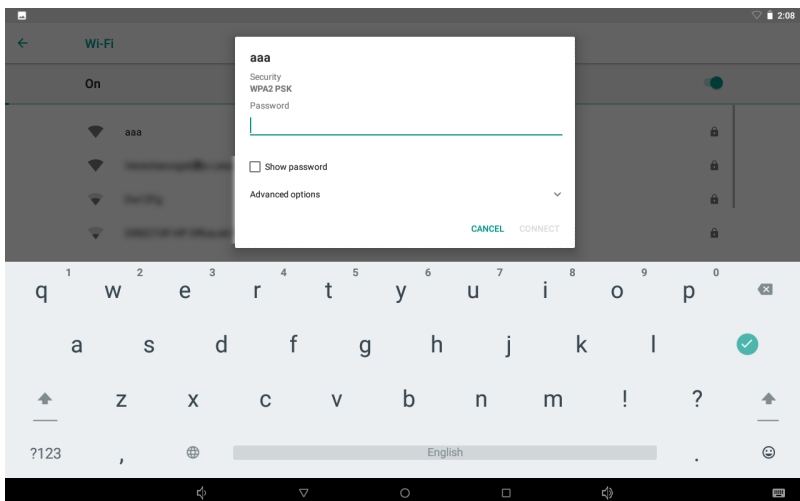 2:08
Wi-Fi
On
aaa
aaa
Security
WPA2 PSK
Password
Show password
Advanced options
CANCEL CONNECT
1 2 3 4 5 6 7 8 9 0
q w e r t y u i o p
a s d f g h j k l
z x c v b n m ! ?
?123 , English .